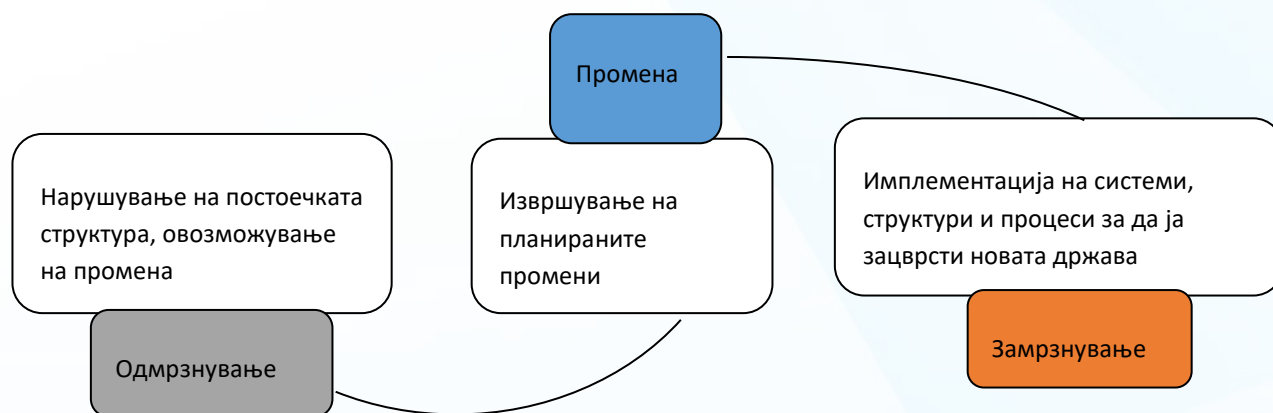 Промена
Нарушување на постоечката
структура, овозможување
на промена
Одмрзнување
Извршување на
планираните
промени
Имплементација на системи,
структури и процеси за да ја
зацврсти новата држава
Замрзнување